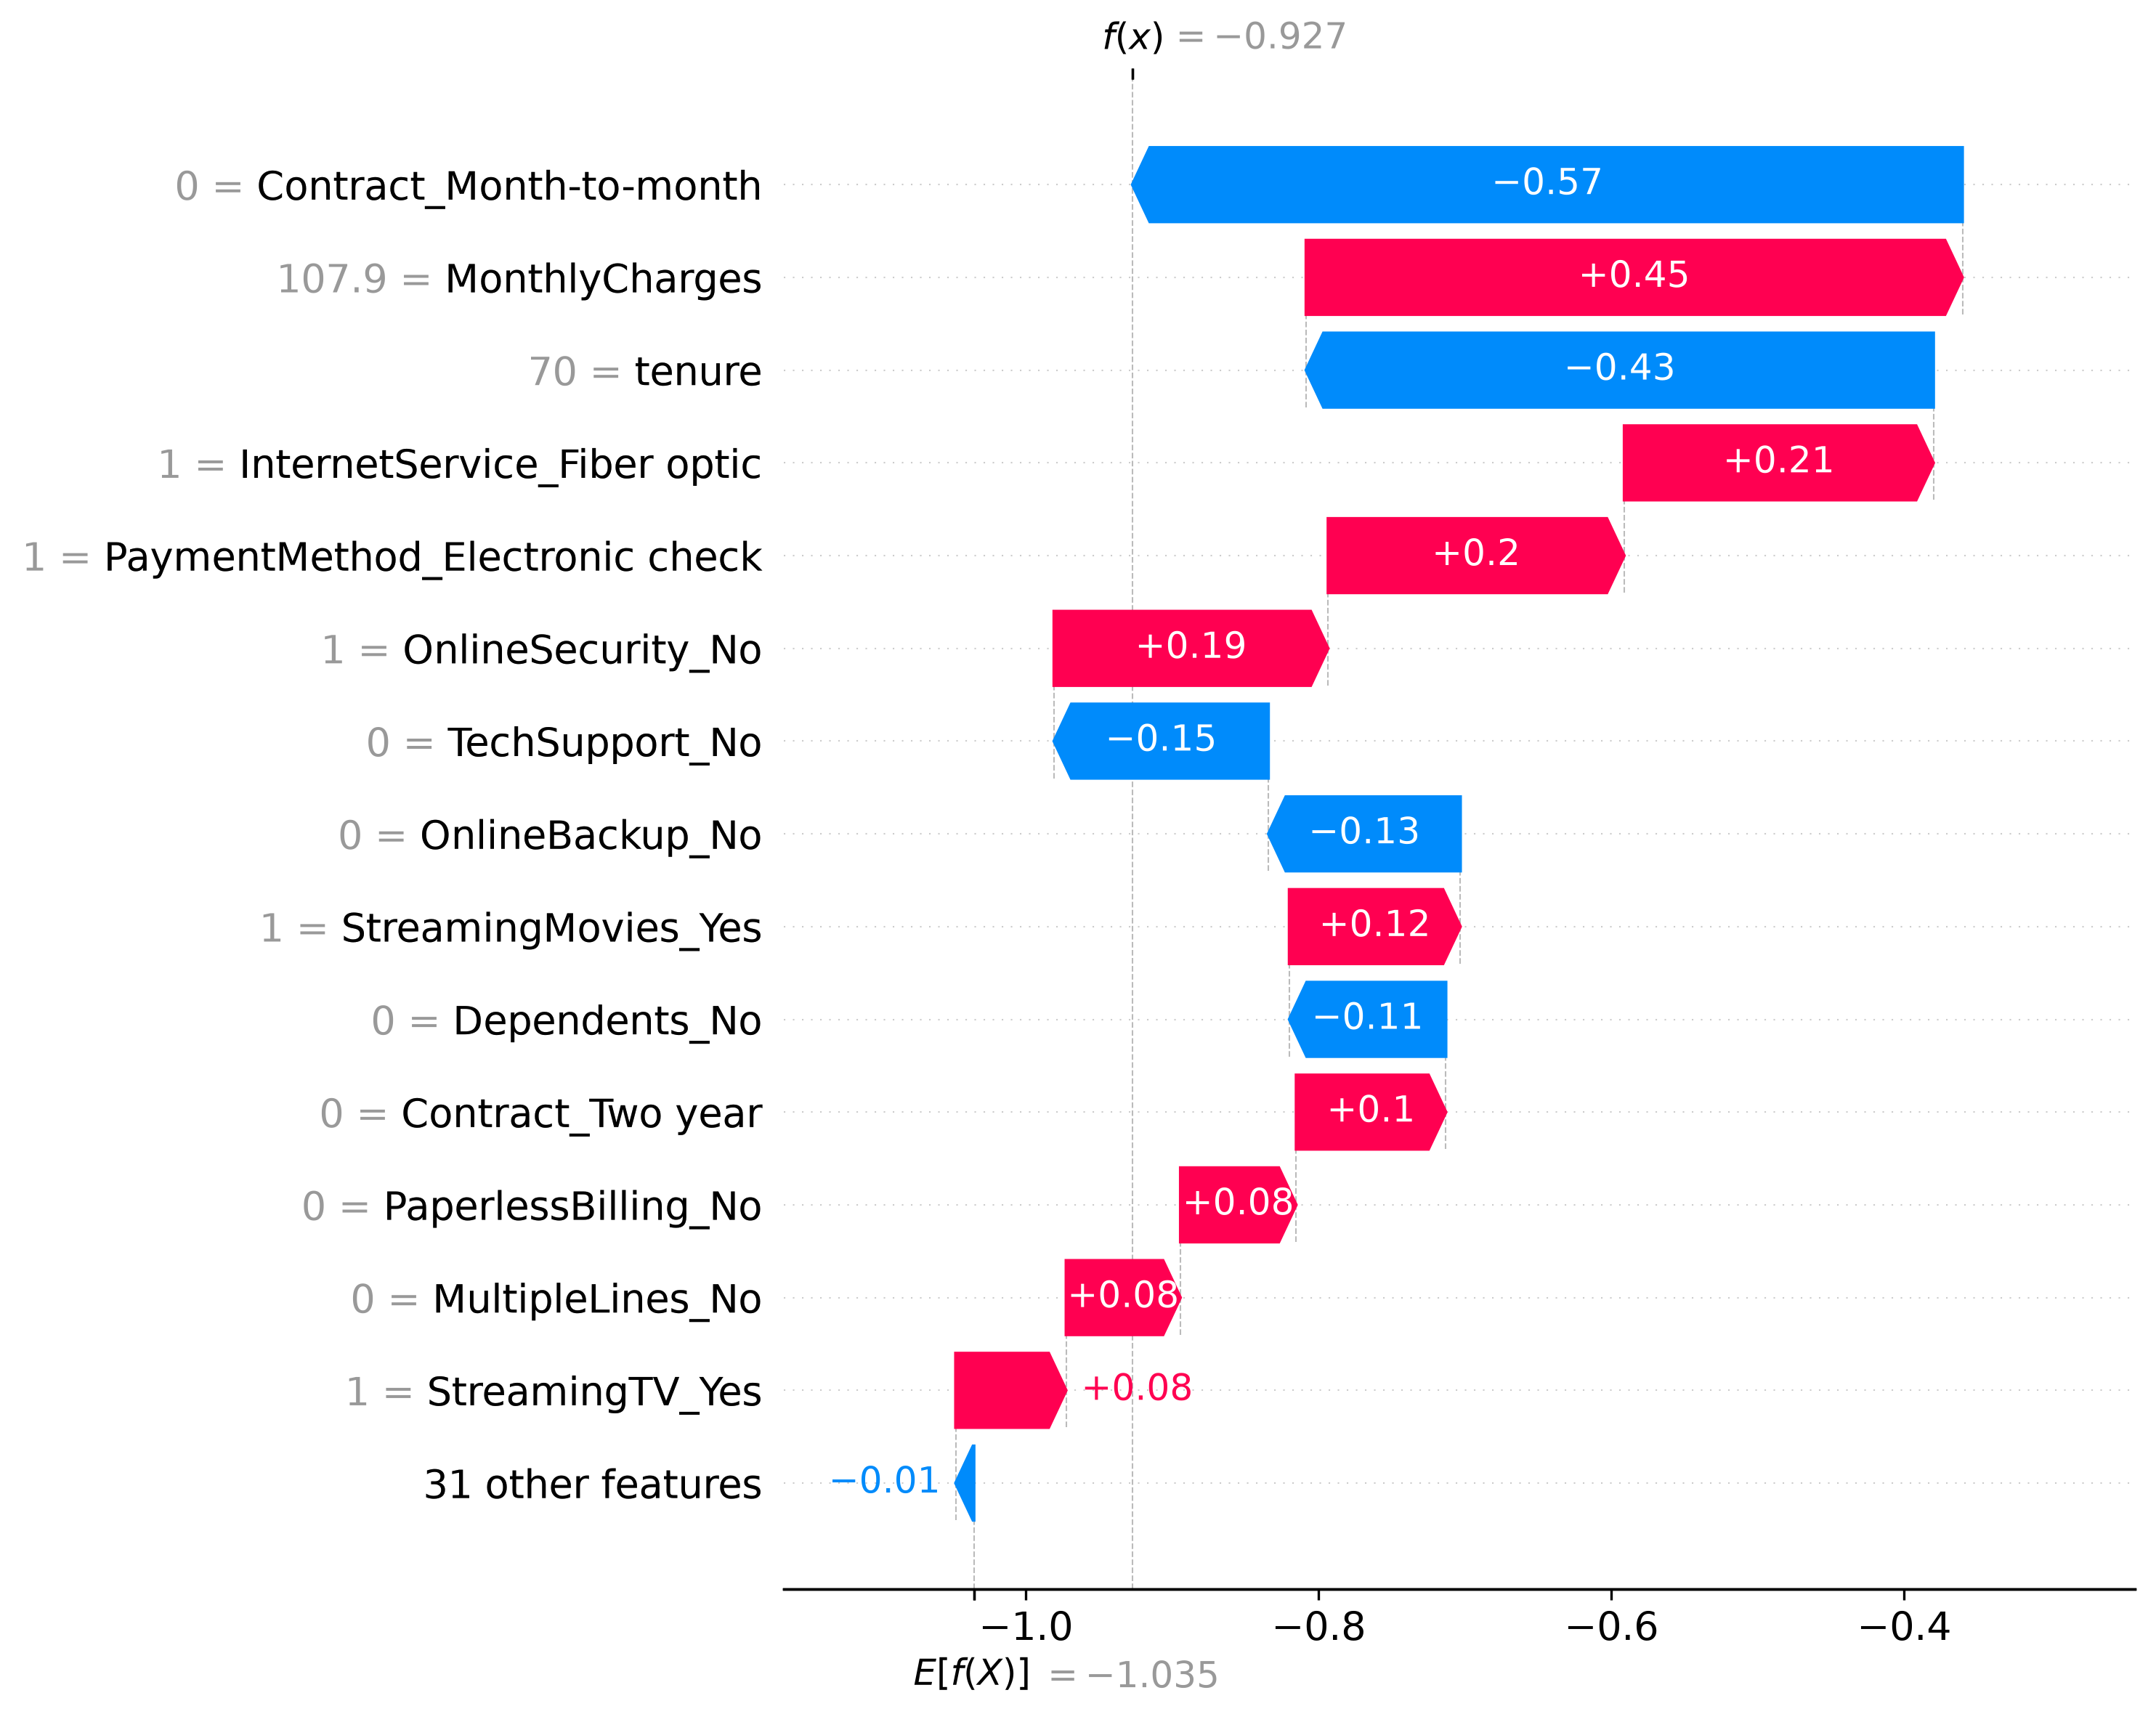 f(x) = −0.927
0 = Contract_Month-to-month −0.57
107.9 = MonthlyCharges +0.45
70 = tenure −0.43
1 = InternetService_Fiber optic +0.21
1 = PaymentMethod_Electronic check +0.2
1 = OnlineSecurity_No +0.19
0 = TechSupport_No −0.15
0 = OnlineBackup_No −0.13
1 = StreamingMovies_Yes +0.12
0 = Dependents_No −0.11
0 = Contract_Two year +0.1
0 = PaperlessBilling_No +0.08
0 = MultipleLines_No +0.08
1 = StreamingTV_Yes +0.08
31 other features −0.01
−1.0 −0.8 −0.6 −0.4
E[f(X)] = −1.035